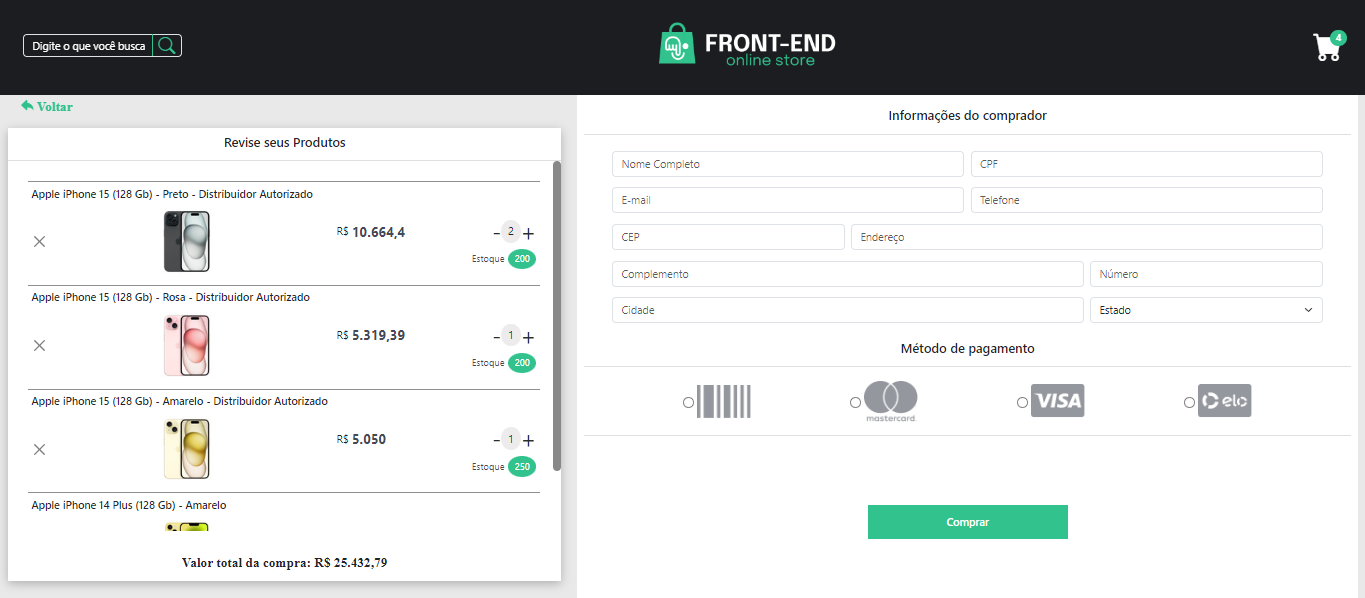 Digite o que você busca
FRONT-END
online store
4
Voltar
Revise seus Produtos
Apple iPhone 15 (128 Gb) - Preto - Distribuidor Autorizado
R$ 10.664,4
- 2 +
Estoque 200
Apple iPhone 15 (128 Gb) - Rosa - Distribuidor Autorizado
R$ 5.319,39
- 1 +
Estoque 200
Apple iPhone 15 (128 Gb) - Amarelo - Distribuidor Autorizado
R$ 5.050
- 1 +
Estoque 250
Apple iPhone 14 Plus (128 Gb) - Amarelo
Valor total da compra: R$ 25.432,79
Informações do comprador
Nome Completo
CPF
E-mail
Telefone
CEP
Endereço
Complemento
Número
Cidade
Estado
Método de pagamento
mastercard.
VISA
elo
Comprar